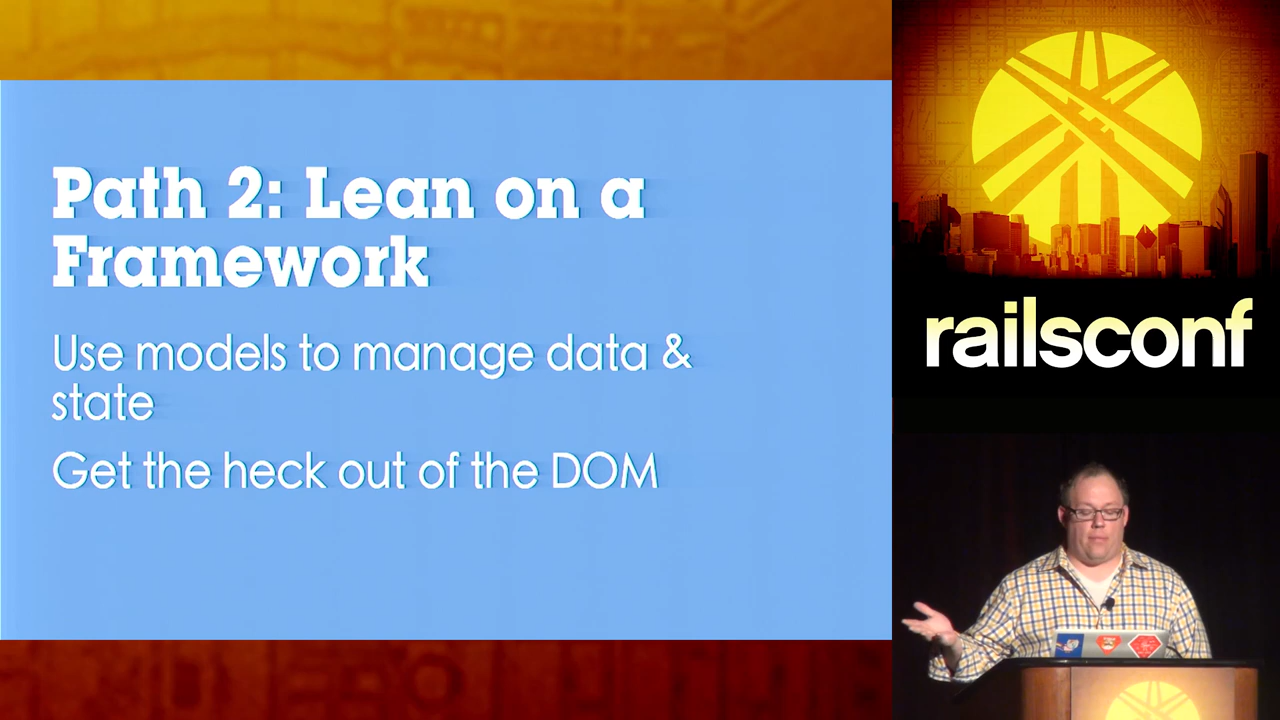 Path 2: Lean on a
Framework
Use models to manage data &
state
Get the heck out of the DOM
railsconf